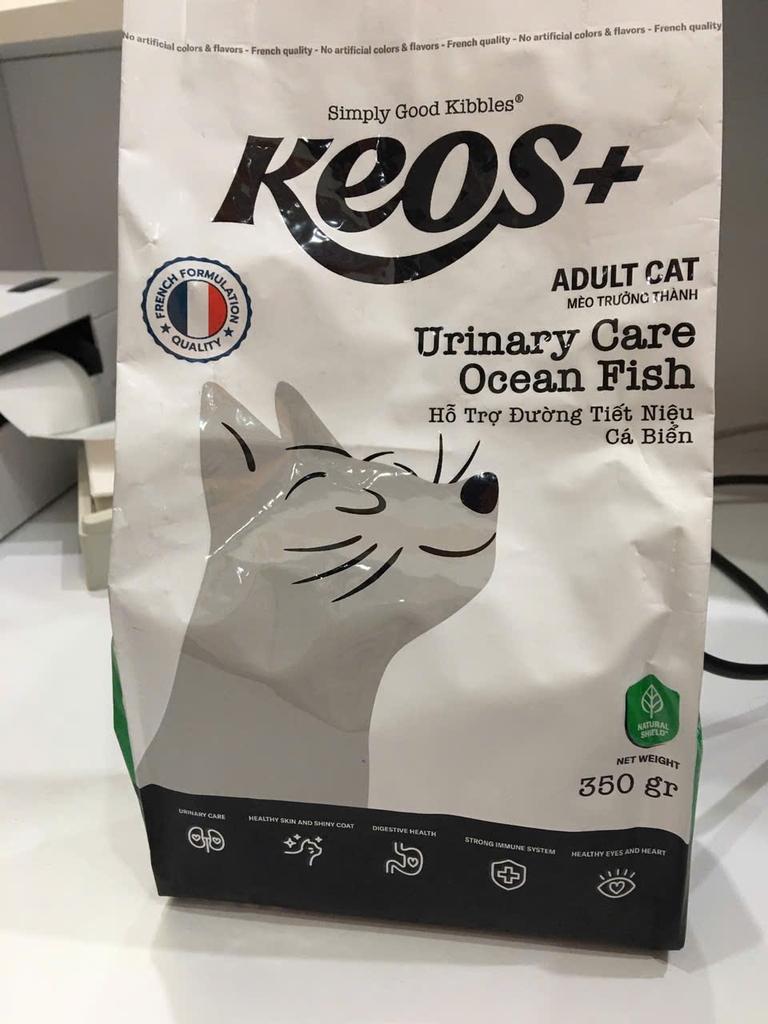 No artificial colors & flavors - French quality - No artificial colors & flavors - French quality - No artificial colors & flavors - French quality
Simply Good Kibbles®
Keos+
FRENCH FORMULATION
QUALITY
ADULT CAT
MÈO TRƯỞNG THÀNH
Urinary Care
Ocean Fish
Hỗ Trợ Đường Tiết Niệu
Cá Biển
NATURAL
SHIELD™
NET WEIGHT
350 gr
URINARY CARE
HEALTHY SKIN AND SHINY COAT
DIGESTIVE HEALTH
STRONG IMMUNE SYSTEM
HEALTHY EYES AND HEART